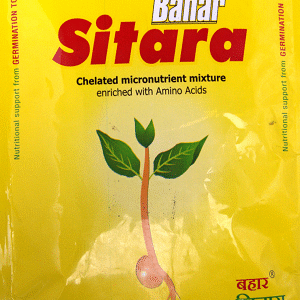 Bahar
Sitara
Chelated micronutrient mixture
enriched with Amino Acids
Nutritional support from GERMINATION TO
Nutritional support from GERMINATION
बहार